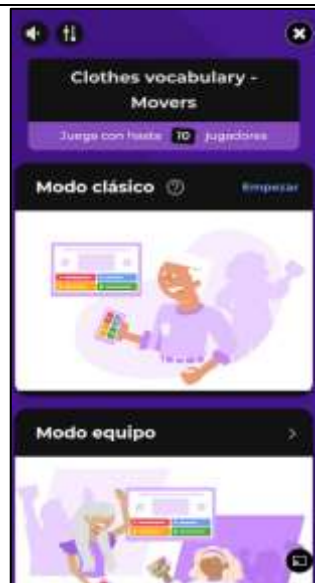 Clothes vocabulary -
Movers
Juega con hasta 10 jugadores
Modo clásico ?
Empezar
Modo equipo